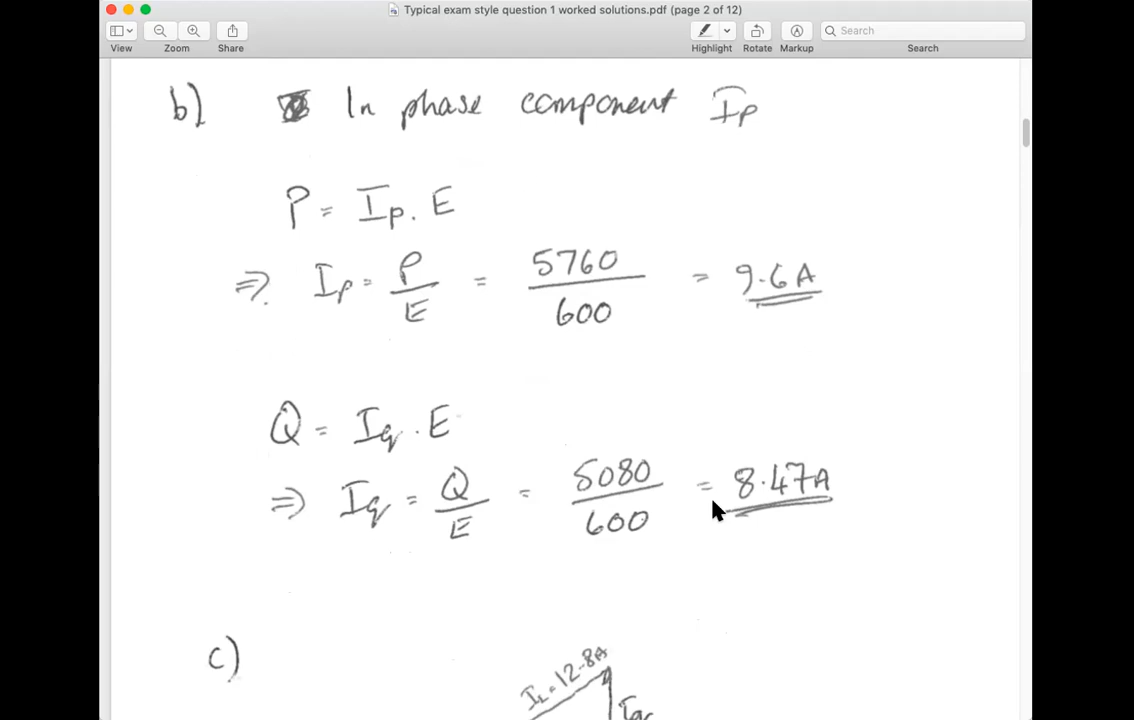 Typical exam style question 1 worked solutions.pdf (page 2 of 12)
View Zoom Share Highlight Rotate Markup Search
Search
b) In phase component Ip
P = Ip . E
⇒ Ip = P/E = 5760/600 = 9.6A
Q = Iq . E
⇒ Iq = Q/E = 5080/600 = 8.47A
c)
IL = 12.8A